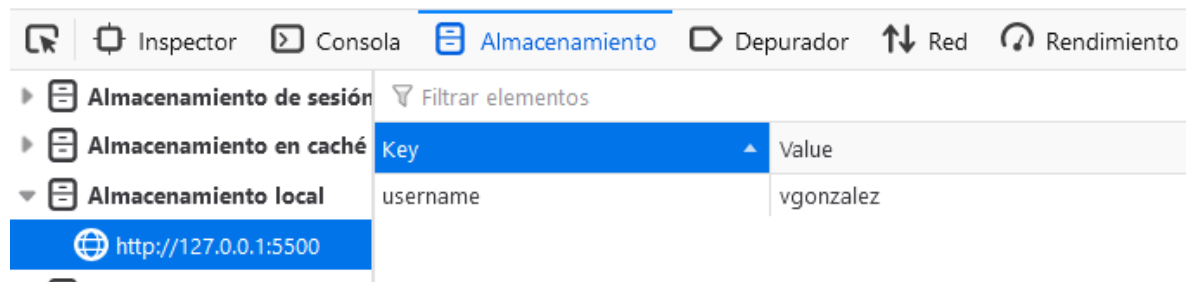 Inspector Consola Almacenamiento Depurador Red Rendimiento
Almacenamiento de sesión
Filtrar elementos
Almacenamiento en caché
Key Value
Almacenamiento local
username vgonzalez
http://127.0.0.1:5500